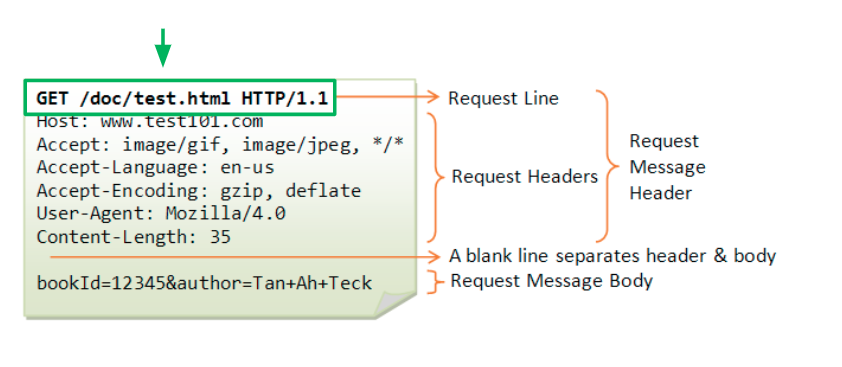 GET /doc/test.html HTTP/1.1
Host: www.test101.com
Accept: image/gif, image/jpeg, */*
Accept-Language: en-us
Accept-Encoding: gzip, deflate
User-Agent: Mozilla/4.0
Content-Length: 35
bookId=12345&author=Tan+Ah+Teck
Request Line
Request Headers
Request
Message
Header
A blank line separates header & body
Request Message Body